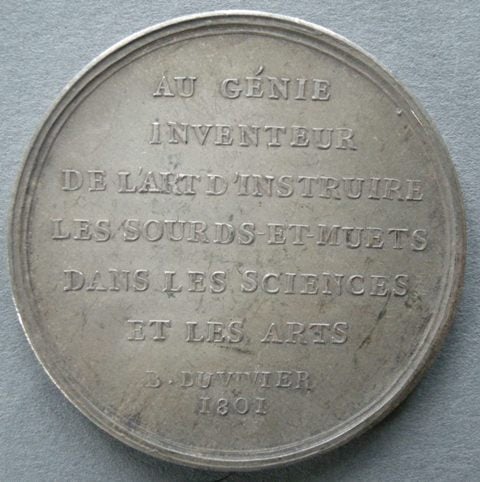 AU GÉNIE
INVENTEUR
DE L'ART D'INSTRUIRE
LES SOURDS-ET-MUETS
DANS LES SCIENCES
ET LES ARTS
B. DUVIVIER
1801